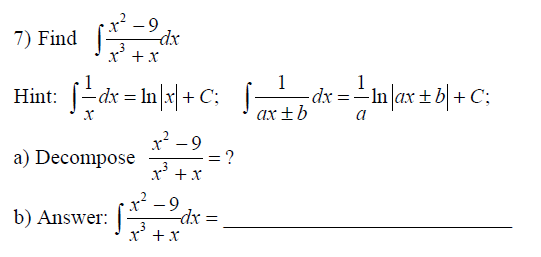 7) Find ∫ (x² − 9)/(x³ + x) dx
Hint: ∫ 1/x dx = ln|x| + C; ∫ 1/(ax ± b) dx = 1/a ln|ax ± b| + C;
a) Decompose (x² − 9)/(x³ + x) = ?
b) Answer: ∫ (x² − 9)/(x³ + x) dx = ______________________